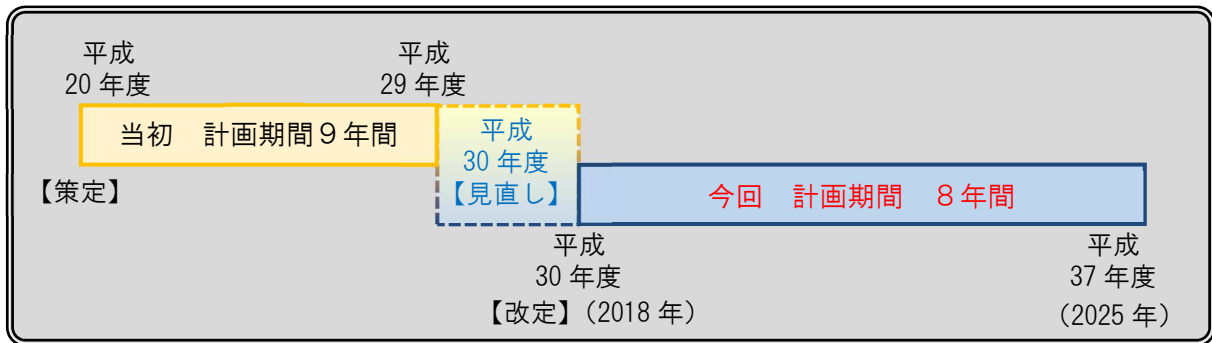 平成
20 年度
平成
29 年度
当初　計画期間９年間
平成
30 年度
【見直し】
【策定】
今回　計画期間　８年間
平成
30 年度
【改定】（2018 年）
平成
37 年度
（2025 年）